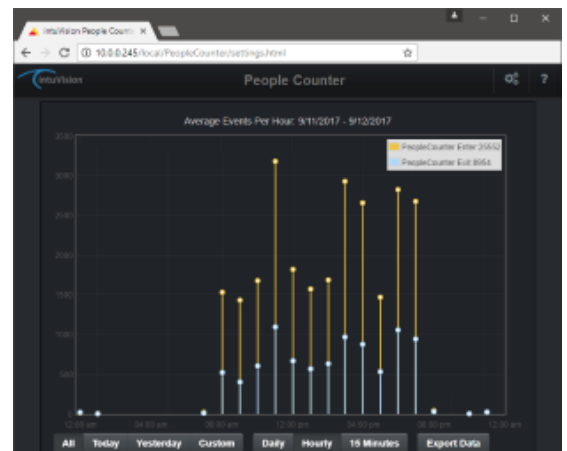 IntuVision People Count
10.0.0.245/local/PeopleCounter/settings.html
IntuVision
People Counter
?
Average Events Per Hour: 9/11/2017 - 9/12/2017
3500
PeopleCounter Enter:25552
PeopleCounter Exit:8954
3000
2500
2000
1500
1000
500
0
12:00 am 04:00 am 08:00 am 12:00 pm 04:00 pm 08:00 pm 12:00 am
All Today Yesterday Custom Daily Hourly 15 Minutes Export Data